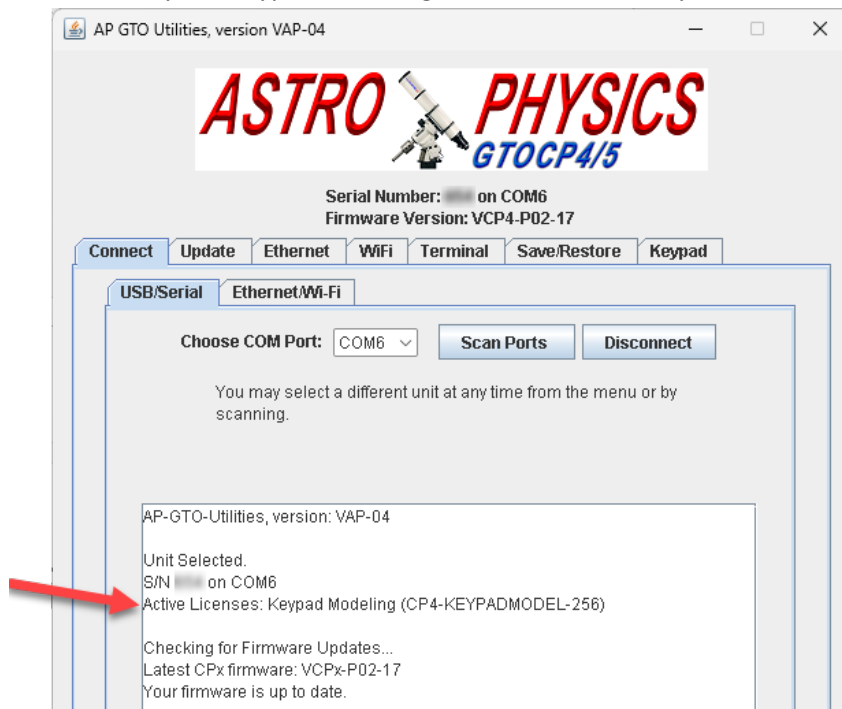 AP GTO Utilities, version VAP-04
ASTRO PHYSICS
GTOCP4/5
Serial Number: on COM6
Firmware Version: VCP4-P02-17
Connect Update Ethernet WiFi Terminal Save/Restore Keypad
USB/Serial Ethernet/Wi-Fi
Choose COM Port: COM6 Scan Ports Disconnect
You may select a different unit at any time from the menu or by
scanning.
AP-GTO-Utilities, version: VAP-04
Unit Selected.
S/N on COM6
Active Licenses: Keypad Modeling (CP4-KEYPADMODEL-256)
Checking for Firmware Updates...
Latest CPx firmware: VCPx-P02-17
Your firmware is up to date.